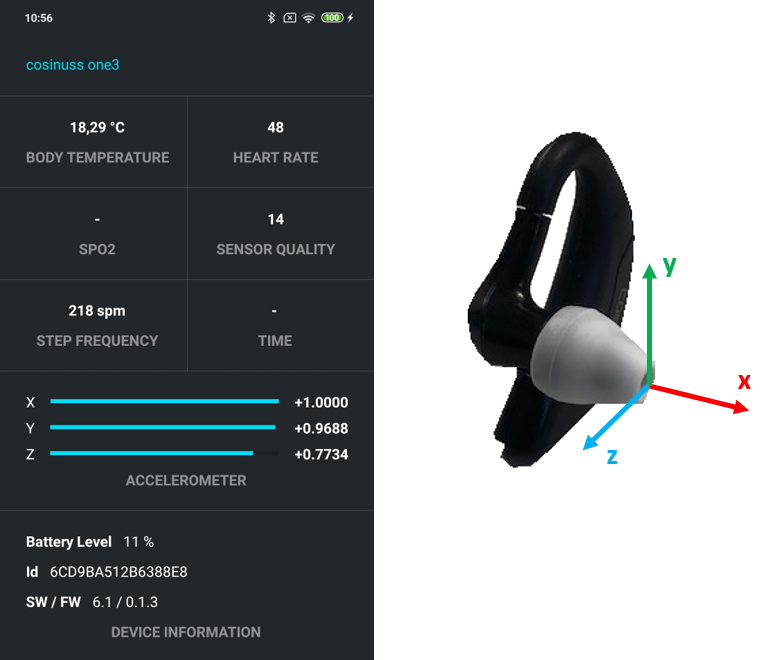 10:56
100
cosinuss one3
18,29 °C
BODY TEMPERATURE
48
HEART RATE
-
SPO2
14
SENSOR QUALITY
218 spm
STEP FREQUENCY
-
TIME
X +1.0000
Y +0.9688
Z +0.7734
ACCELEROMETER
Battery Level 11 %
Id 6CD9BA512B6388E8
SW / FW 6.1 / 0.1.3
DEVICE INFORMATION
y
x
z